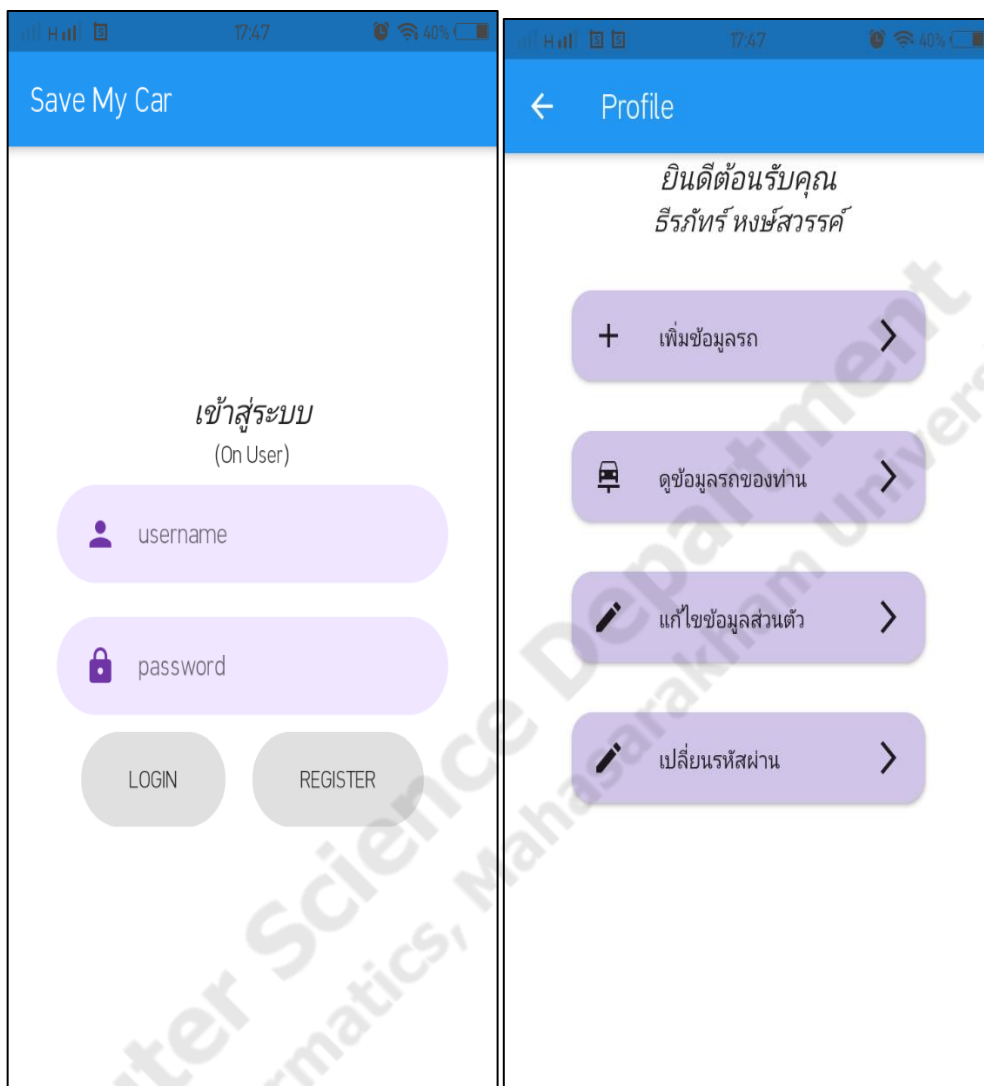 H 17:47 40%
Save My Car
เข้าสู่ระบบ
(On User)
username
password
LOGIN REGISTER
H 17:47 40%
Profile
ยินดีต้อนรับคุณ
ธีรภัทร์ หงษ์สวรรค์
เพิ่มข้อมูลรถ
ดูข้อมูลรถของท่าน
แก้ไขข้อมูลส่วนตัว
เปลี่ยนรหัสผ่าน
Science Department
Mahasarakham